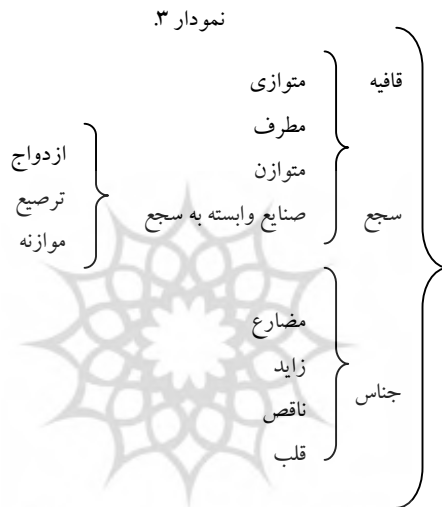 نمودار ۳.
قافیه
سجع
متوازی
مطرف
متوازن
صنایع وابسته به سجع
ازدواج
ترصیع
موازنه
جناس
مضارع
زاید
ناقص
قلب